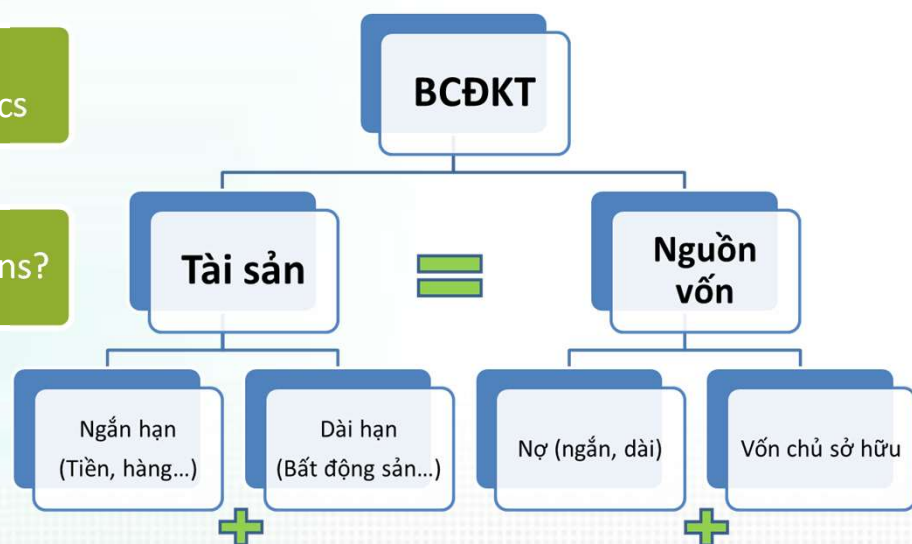 cs
ns?
BCĐKT
Tài sản
Nguồn
vốn
Ngắn hạn
(Tiền, hàng...)
Dài hạn
(Bất động sản...)
Nợ (ngắn, dài)
Vốn chủ sở hữu